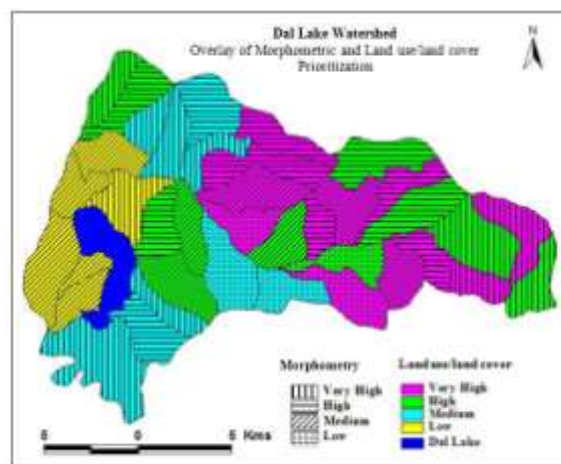 Dal Lake Watershed
Overlay of Morphometric and Land use/land cover
Prioritization
N
Morphometry
Very High
High
Medium
Low
Land use/land cover
Very High
High
Medium
Low
Dal Lake
6 0 6 Kms